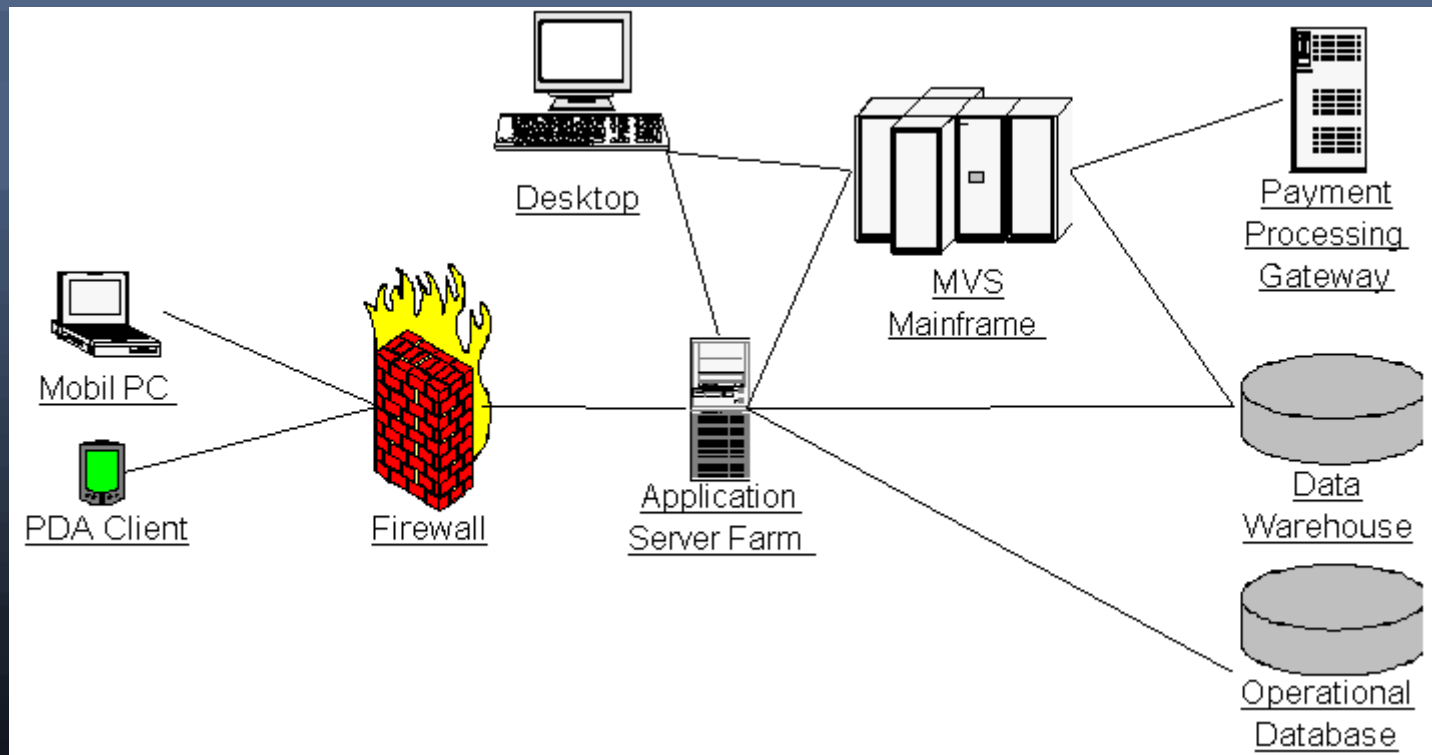 Desktop
Payment
Processing
Gateway
MVS
Mainframe
Mobil PC
PDA Client
Firewall
Application
Server Farm
Data
Warehouse
Operational
Database